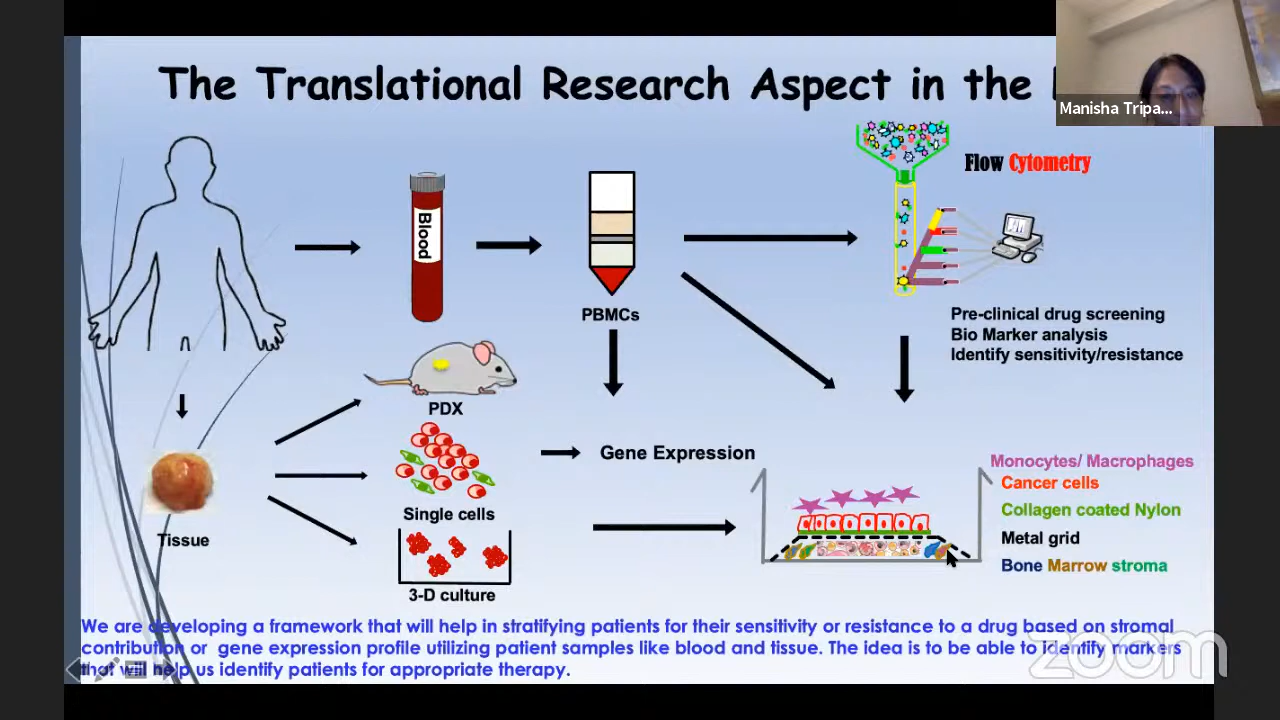 The Translational Research Aspect in the
Manisha Tripa...
Flow Cytometry
Blood
PBMCs
Pre-clinical drug screening
Bio Marker analysis
Identify sensitivity/resistance
PDX
Gene Expression
Single cells
Tissue
3-D culture
Monocytes/ Macrophages
Cancer cells
Collagen coated Nylon
Metal grid
Bone Marrow stroma
We are developing a framework that will help in stratifying patients for their sensitivity or resistance to a drug based on stromal
contribution or gene expression profile utilizing patient samples like blood and tissue. The idea is to be able to identify markers
that will help us identify patients for appropriate therapy.
zoom